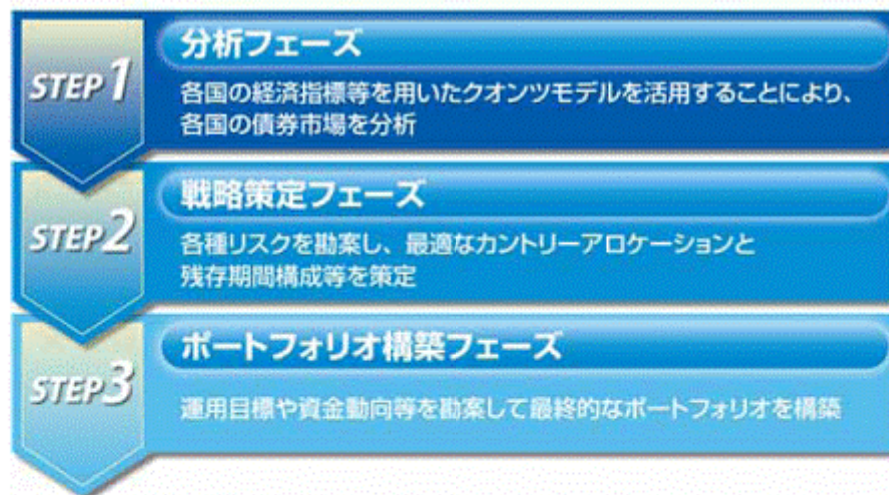 STEP 1
分析フェーズ
各国の経済指標等を用いたクオンツモデルを活用することにより、
各国の債券市場を分析
STEP 2
戦略策定フェーズ
各種リスクを勘案し、最適なカントリーアロケーションと
残存期間構成等を策定
STEP 3
ポートフォリオ構築フェーズ
運用目標や資金動向等を勘案して最終的なポートフォリオを構築